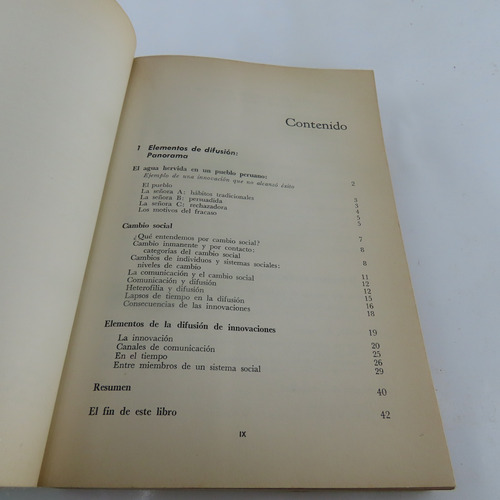 Contenido
1 Elementos de difusión:
Panorama
El agua hervida en un pueblo peruano:
Ejemplo de una innovación que no alcanzó éxito 2
El pueblo 3
La señora A: hábitos tradicionales 3
La señora B: persuadida 4
La señora C: rechazadora 5
Los motivos del fracaso 5
Cambio social
¿Qué entendemos por cambio social? 7
Cambio inmanente y por contacto:
categorías del cambio social 8
Cambios de individuos y sistemas sociales:
niveles de cambio 8
La comunicación y el cambio social 11
Comunicación y difusión 12
Heterofilia y difusión 12
Lapsos de tiempo en la difusión 15
Consecuencias de las innovaciones 16
18
Elementos de la difusión de innovaciones 19
La innovación 20
Canales de comunicación 25
En el tiempo 26
Entre miembros de un sistema social 29
Resumen 40
El fin de este libro 42
IX